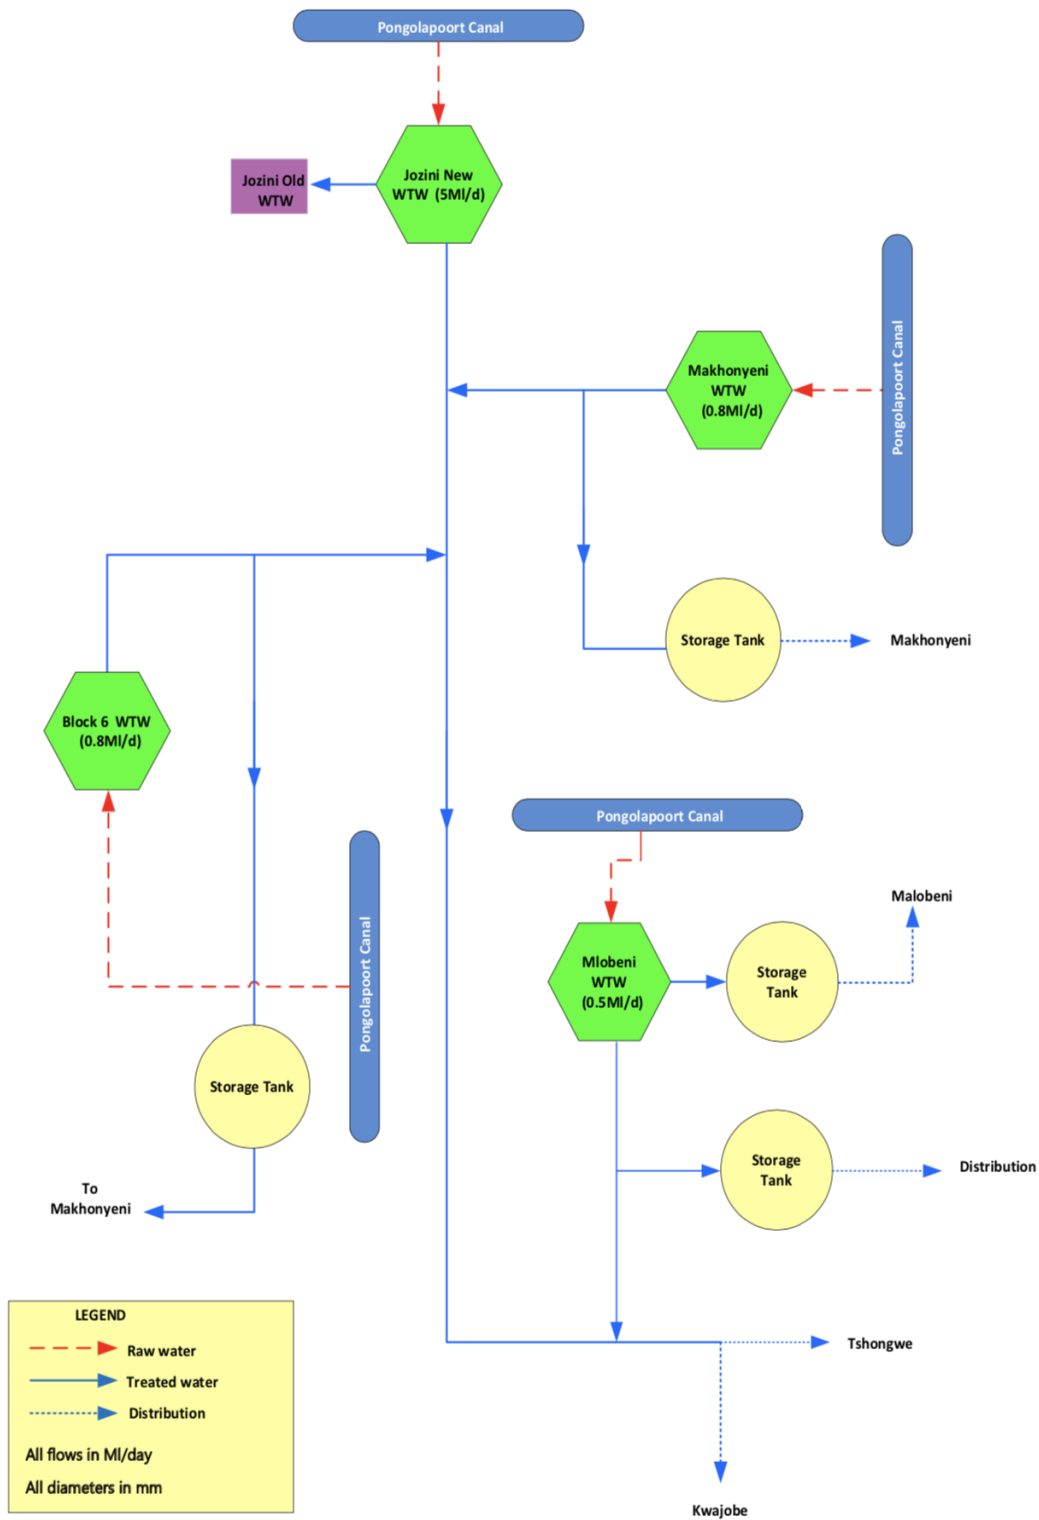 Pongolapoort Canal
Jozini New
WTW (5Ml/d)
Jozini Old
WTW
Pongolapoort Canal
Makhonyeni
WTW
(0.8Ml/d)
Storage Tank
Makhonyeni
Block 6 WTW
(0.8Ml/d)
Pongolapoort Canal
Pongolapoort Canal
Malobeni
Mlobeni
WTW
(0.5Ml/d)
Storage
Tank
Storage Tank
Storage
Tank
Distribution
To
Makhonyeni
Tshongwe
Kwajobe
LEGEND
Raw water
Treated water
Distribution
All flows in Ml/day
All diameters in mm